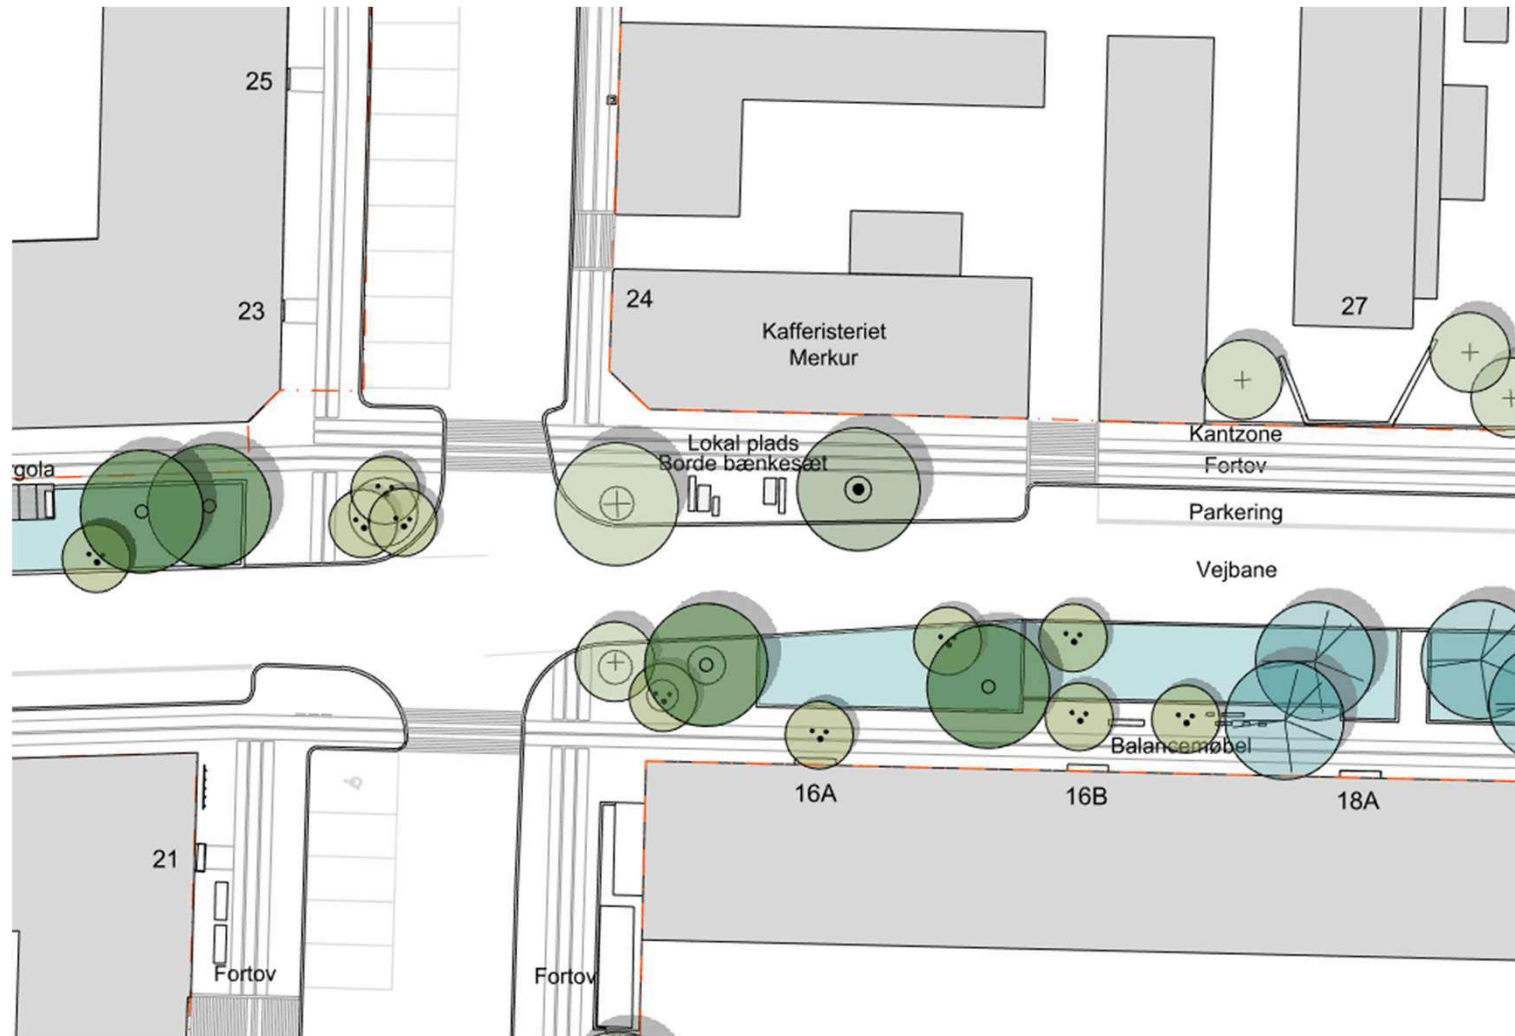 25
23
24
Kafferisteriet
Merkur
27
Lokal plads
Borde bænkesæt
Kantzone
Fortov
rgola
Parkering
Vejbane
Balancemøbel
16A
16B
18A
21
Fortov
Fortov